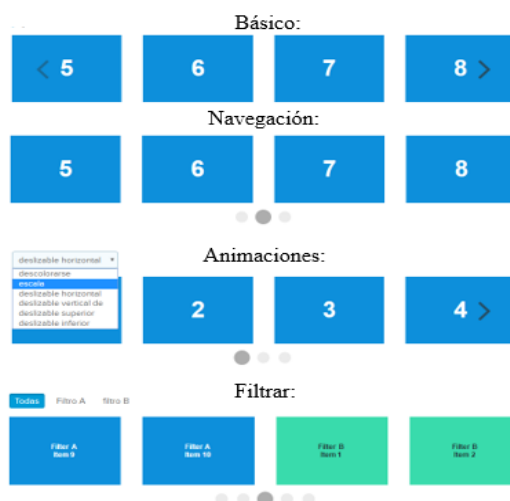 Básico:
5 6 7 8
Navegación:
5 6 7 8
Animaciones:
deslizable horizontal
descolorarse
escala
deslizable horizontal
deslizable vertical de
deslizable superior
deslizable inferior
2 3 4
Filtrar:
Todas Filtro A filtro B
Filter A Filter A Filter B Filter B
Item 9 Item 10 Item 1 Item 2